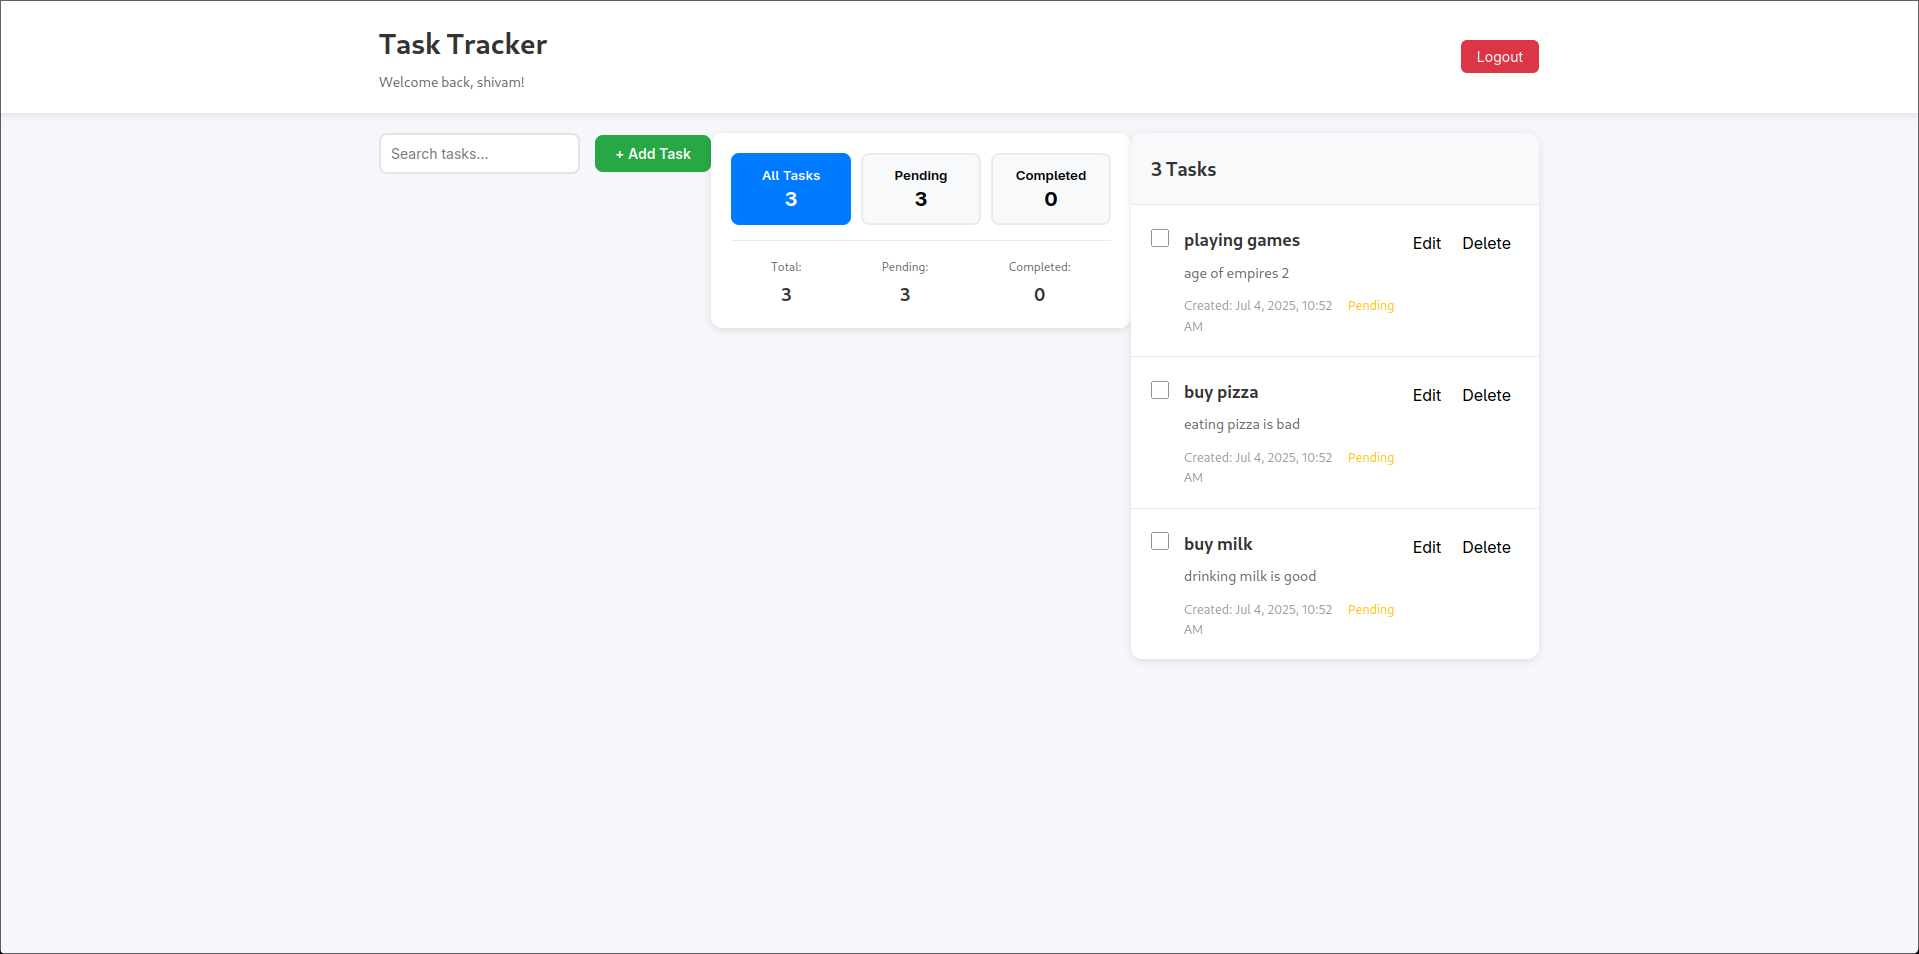 Task Tracker
Welcome back, shivam!
Logout
Search tasks...
+ Add Task
All Tasks
3
Pending
3
Completed
0
Total:
3
Pending:
3
Completed:
0
3 Tasks
playing games
Edit Delete
age of empires 2
Created: Jul 4, 2025, 10:52 Pending
AM
buy pizza
Edit Delete
eating pizza is bad
Created: Jul 4, 2025, 10:52 Pending
AM
buy milk
Edit Delete
drinking milk is good
Created: Jul 4, 2025, 10:52 Pending
AM